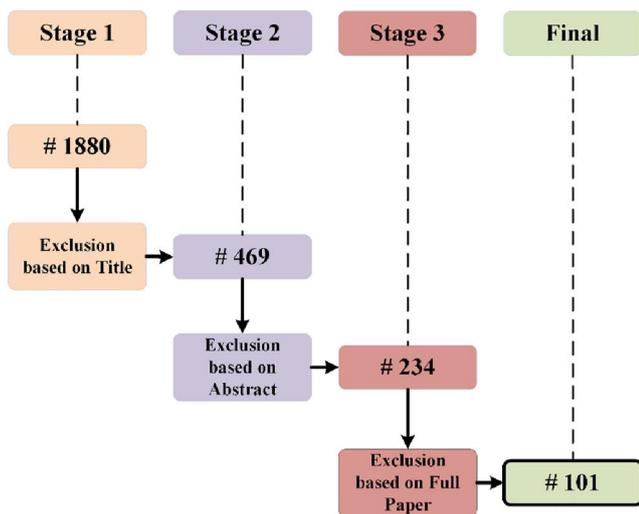 Stage 1
Stage 2
Stage 3
Final
# 1880
Exclusion
based on Title
# 469
Exclusion
based on
Abstract
# 234
Exclusion
based on Full
Paper
# 101